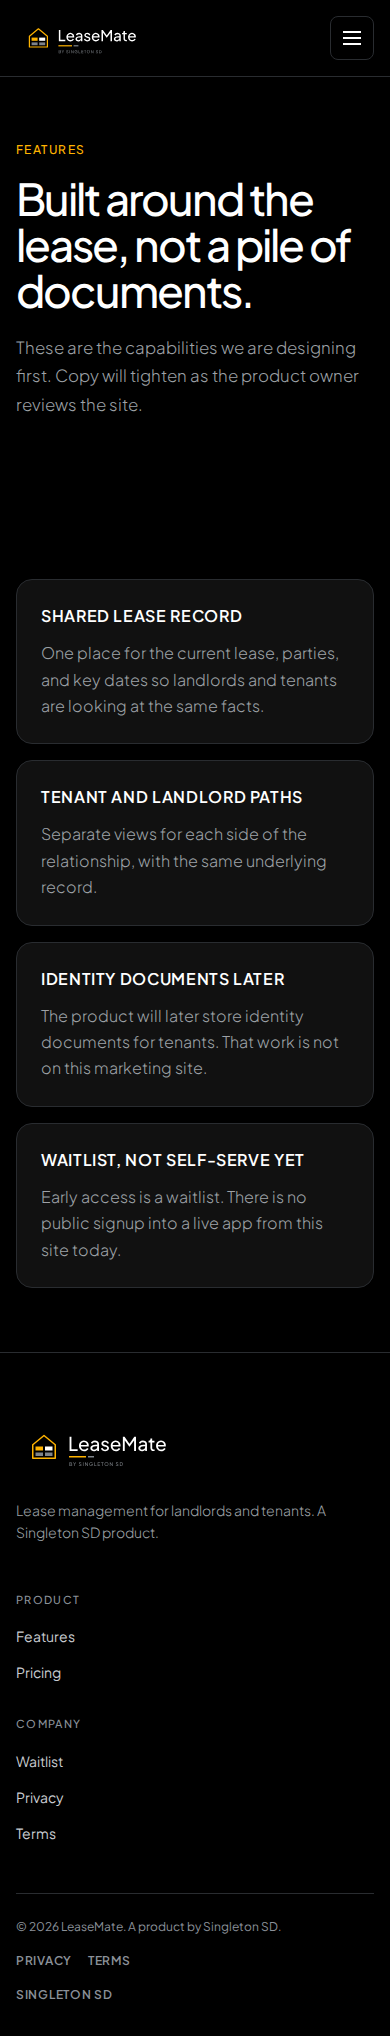 LeaseMate
BY SINGLETON SD
FEATURES
Built around the
lease, not a pile of
documents.
These are the capabilities we are designing
first. Copy will tighten as the product owner
reviews the site.
SHARED LEASE RECORD
One place for the current lease, parties,
and key dates so landlords and tenants
are looking at the same facts.
TENANT AND LANDLORD PATHS
Separate views for each side of the
relationship, with the same underlying
record.
IDENTITY DOCUMENTS LATER
The product will later store identity
documents for tenants. That work is not
on this marketing site.
WAITLIST, NOT SELF-SERVE YET
Early access is a waitlist. There is no
public signup into a live app from this
site today.
LeaseMate
BY SINGLETON SD
Lease management for landlords and tenants. A
Singleton SD product.
PRODUCT
Features
Pricing
COMPANY
Waitlist
Privacy
Terms
© 2026 LeaseMate. A product by Singleton SD.
PRIVACY TERMS
SINGLETON SD